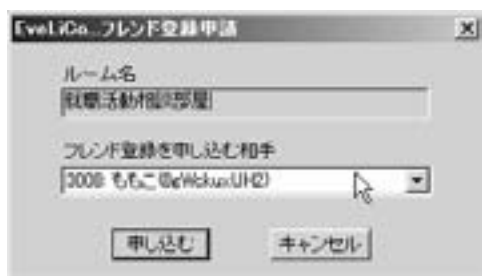 EveLiCo...フレンド登録申請
ルーム名
就職活動相談部屋
フレンド登録を申し込む相手
0008: ももこ
申し込む
キャンセル